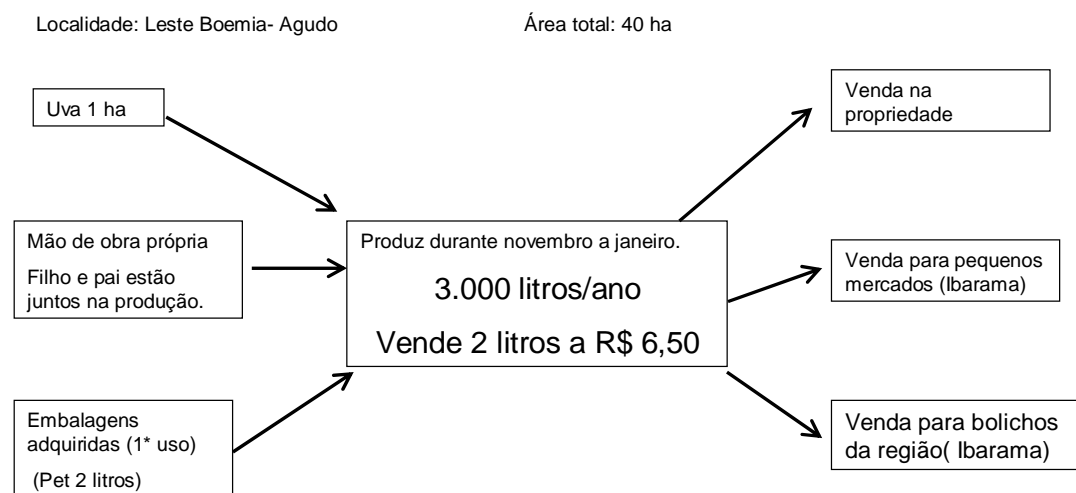 Localidade: Leste Boemia- Agudo
Área total: 40 ha
Uva 1 ha
Venda na
propriedade
Mão de obra própria
Filho e pai estão
juntos na produção.
Produz durante novembro a janeiro.
3.000 litros/ano
Vende 2 litros a R$ 6,50
Venda para pequenos
mercados (Ibarama)
Embalagens
adquiridas (1* uso)
(Pet 2 litros)
Venda para bolichos
da região( Ibarama)